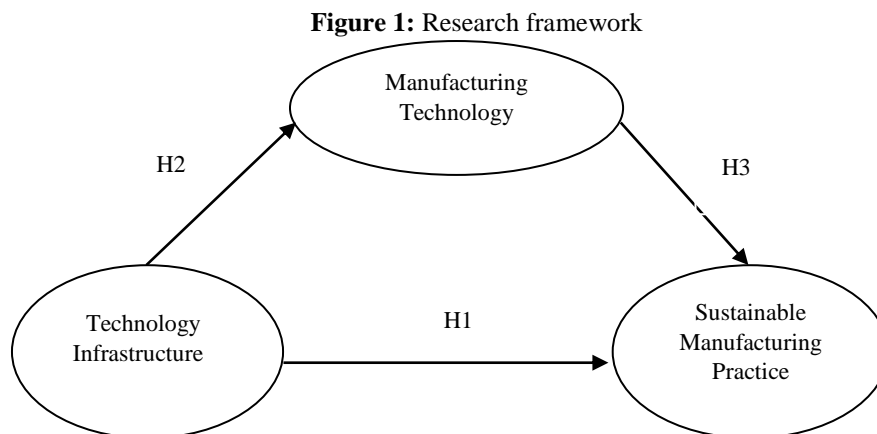 Figure 1: Research framework
Manufacturing
Technology
H2
H3
Technology
Infrastructure
H1
Sustainable
Manufacturing
Practice